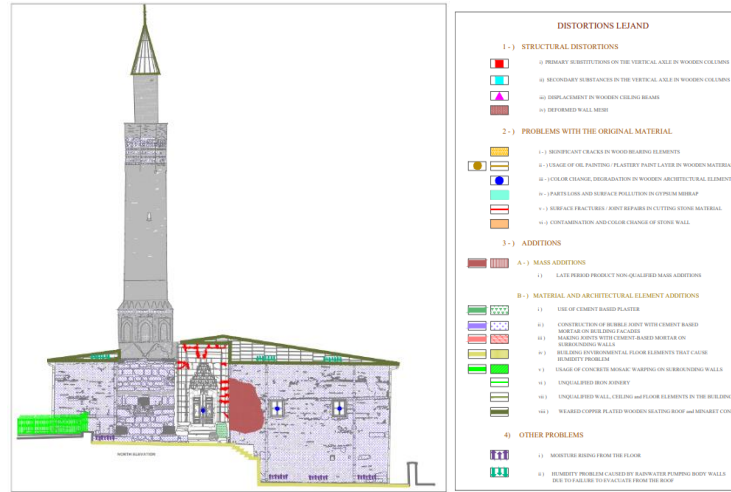 NORTH ELEVATION
DISTORTIONS LEJAND
1 - ) STRUCTURAL DISTORTIONS
i) PRIMARY SUBSTITUTIONS ON THE VERTICAL AXLE IN WOODEN COLUMNS
ii) SECONDARY SUBSTANCES IN THE VERTICAL AXLE IN WOODEN COLUMNS
iii) DISPLACEMENT IN WOODEN CEILING BEAMS
iv) DEFORMED WALL MESH
2 - ) PROBLEMS WITH THE ORIGINAL MATERIAL
i - ) SIGNIFICANT CRACKS IN WOOD BEARING ELEMENTS
ii - ) USAGE OF OIL PAINTING / PLASTERY PAINT LAYER IN WOODEN MATERIA
iii - ) COLOR CHANGE, DEGRADATION IN WOODEN ARCHITECTURAL ELEMENT
iv - ) PARTS LOSS AND SURFACE POLLUTION IN GYPSUM MIHRAP
v - ) SURFACE FRACTURES / JOINT REPAIRS IN CUTTING STONE MATERIAL
vi -) CONTAMINATION AND COLOR CHANGE OF STONE WALL
3 - ) ADDITIONS
A - ) MASS ADDITIONS
i ) LATE PERIOD PRODUCT NON-QUALIFIED MASS ADDITIONS
B - ) MATERIAL AND ARCHITECTURAL ELEMENT ADDITIONS
i ) USE OF CEMENT BASED PLASTER
ii ) CONSTRUCTION OF RUBBLE JOINT WITH CEMENT BASED
MORTAR ON BUILDING FACADES
iii ) MAKING JOINTS WITH CEMENT-BASED MORTAR ON
SURROUNDING WALLS
iv ) BUILDING ENVIRONMENTAL FLOOR ELEMENTS THAT CAUSE
HUMIDITY PROBLEM
v ) USAGE OF CONCRETE MOSAIC WARPING ON SURROUNDING WALLS
vi ) UNQUALIFIED IRON JOINERY
vii ) UNQUALIFIED WALL, CEILING and FLOOR ELEMENTS IN THE BUILDIN
viii ) WEARED COPPER PLATED WOODEN SEATING ROOF and MINARET CON
4) OTHER PROBLEMS
i ) MOISTURE RISING FROM THE FLOOR
ii ) HUMIDITY PROBLEM CAUSED BY RAINWATER PUMPING BODY WALLS
DUE TO FAILURE TO EVACUATE FROM THE ROOF